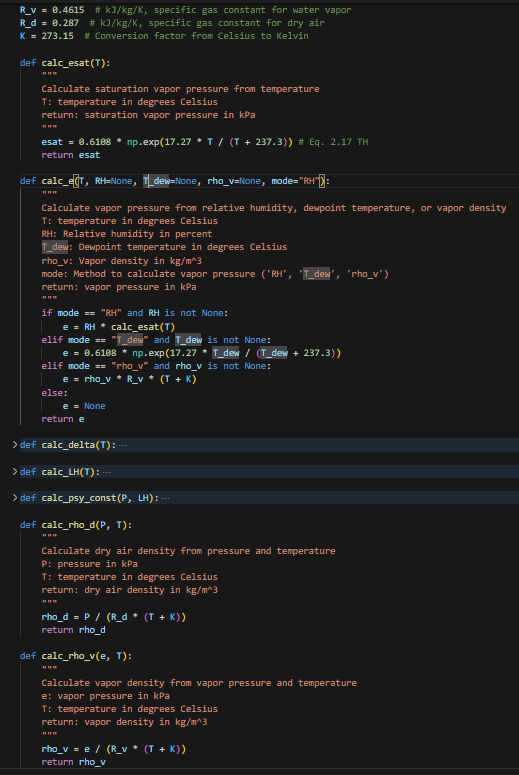 R_v = 0.4615  # kJ/kg/K, specific gas constant for water vapor
R_d = 0.287  # kJ/kg/K, specific gas constant for dry air
K = 273.15  # Conversion factor from Celsius to Kelvin
def calc_esat(T):
"""
Calculate saturation vapor pressure from temperature
T: temperature in degrees Celsius
return: saturation vapor pressure in kPa
"""
esat = 0.6108 * np.exp(17.27 * T / (T + 237.3)) # Eq. 2.17 TH
return esat
def calc_e(T, RH=None, T_dew=None, rho_v=None, mode="RH"):
"""
Calculate vapor pressure from relative humidity, dewpoint temperature, or vapor density
T: temperature in degrees Celsius
RH: Relative humidity in percent
T_dew: Dewpoint temperature in degrees Celsius
rho_v: Vapor density in kg/m^3
mode: Method to calculate vapor pressure ('RH', 'T_dew', 'rho_v')
return: vapor pressure in kPa
"""
if mode == "RH" and RH is not None:
e = RH * calc_esat(T)
elif mode == "T_dew" and T_dew is not None:
e = 0.6108 * np.exp(17.27 * T_dew / (T_dew + 237.3))
elif mode == "rho_v" and rho_v is not None:
e = rho_v * R_v * (T + K)
else:
e = None
return e
def calc_delta(T): ...
def calc_LH(T): ...
def calc_psy_const(P, LH): ...
def calc_rho_d(P, T):
"""
Calculate dry air density from pressure and temperature
P: pressure in kPa
T: temperature in degrees Celsius
return: dry air density in kg/m^3
"""
rho_d = P / (R_d * (T + K))
return rho_d
def calc_rho_v(e, T):
"""
Calculate vapor density from vapor pressure and temperature
e: vapor pressure in kPa
T: temperature in degrees Celsius
return: vapor density in kg/m^3
"""
rho_v = e / (R_v * (T + K))
return rho_v